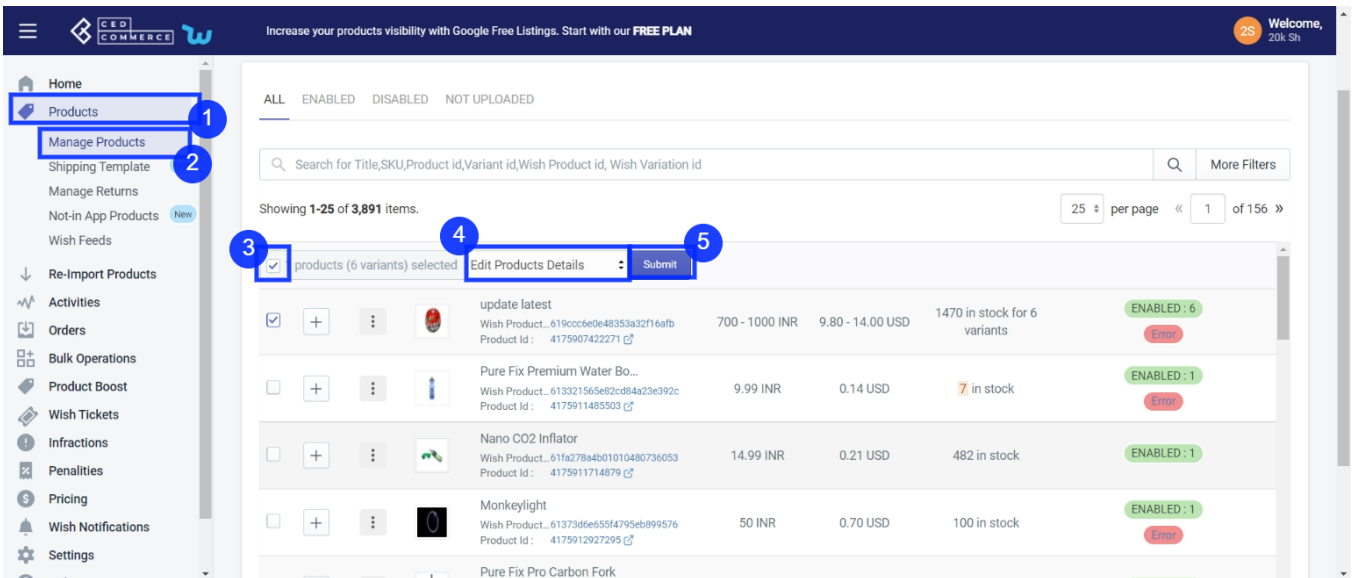 CED
COMMERCE
Increase your products visibility with Google Free Listings. Start with our FREE PLAN
2S
Welcome,
20k Sh
Home
Products
1
Manage Products
2
Shipping Template
Manage Returns
Not-in App Products New
Wish Feeds
Re-Import Products
Activities
Orders
Bulk Operations
Product Boost
Wish Tickets
Infractions
Penalities
Pricing
Wish Notifications
Settings
ALL ENABLED DISABLED NOT UPLOADED
Search for Title,SKU,Product id,Variant id,Wish Product id, Wish Variation id
More Filters
Showing 1-25 of 3,891 items.
25 per page « 1 of 156 »
3
4
5
products (6 variants) selected Edit Products Details Submit
update latest
Wish Product...619ccc6e0e48353a32f16afb
Product Id : 4175907422271
700 - 1000 INR 9.80 - 14.00 USD
1470 in stock for 6
variants
ENABLED : 6
Error
Pure Fix Premium Water Bo...
Wish Product...613321565e82cd84a23e392c
Product Id : 4175911485503
9.99 INR 0.14 USD 7 in stock
ENABLED : 1
Error
Nano CO2 Inflator
Wish Product...61fa278a4b01010480736053
Product Id : 4175911714879
14.99 INR 0.21 USD 482 in stock
ENABLED : 1
Monkeylight
Wish Product...61373d6e655f4795eb899576
Product Id : 4175912927295
50 INR 0.70 USD 100 in stock
ENABLED : 1
Error
Pure Fix Pro Carbon Fork